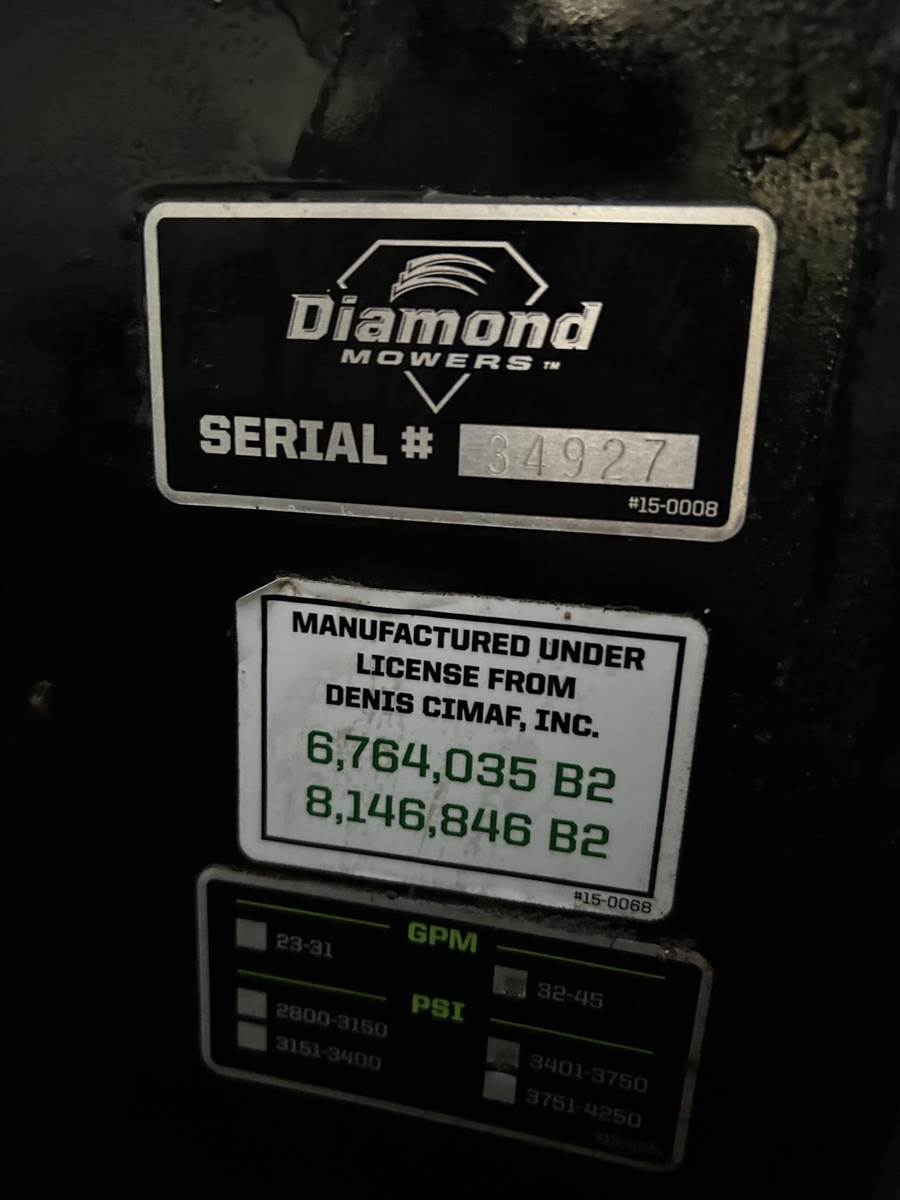 Diamond
MOWERS™
SERIAL # 34927
#15-0008
MANUFACTURED UNDER
LICENSE FROM
DENIS CIMAF, INC.
6,764,035 B2
8,146,846 B2
#15-0068
GPM
23-31
32-45
PSI
2800-3150
3151-3400
3401-3750
3751-4250